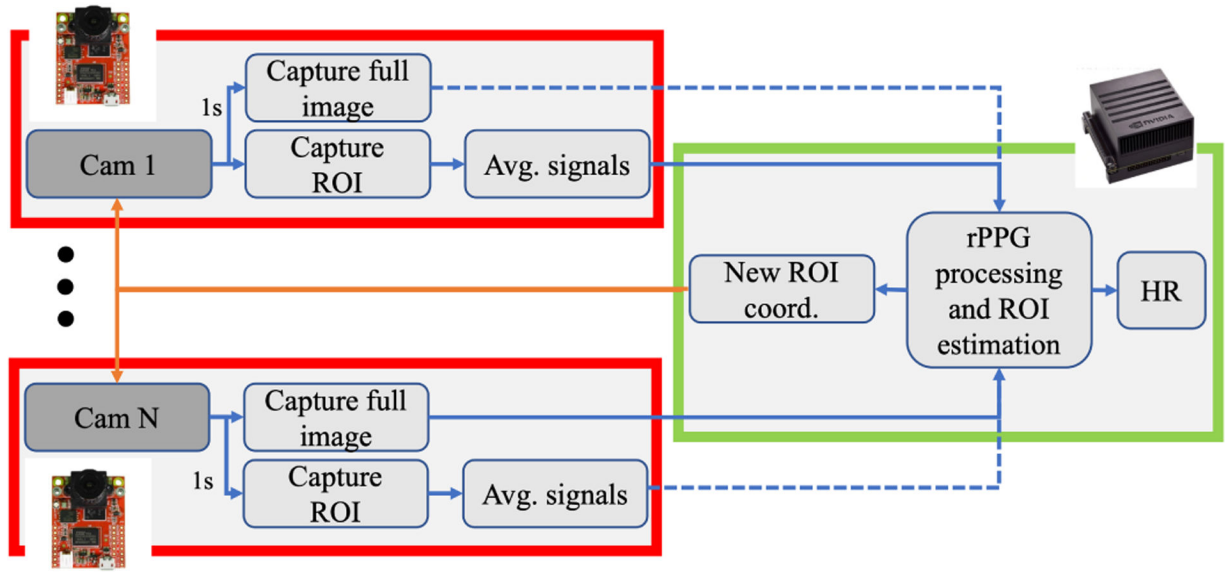 Capture full
image
1s
Cam 1
Capture
ROI
Avg. signals
NVIDIA
New ROI
coord.
rPPG
processing
and ROI
estimation
HR
Cam N
Capture full
image
1s
Capture
ROI
Avg. signals